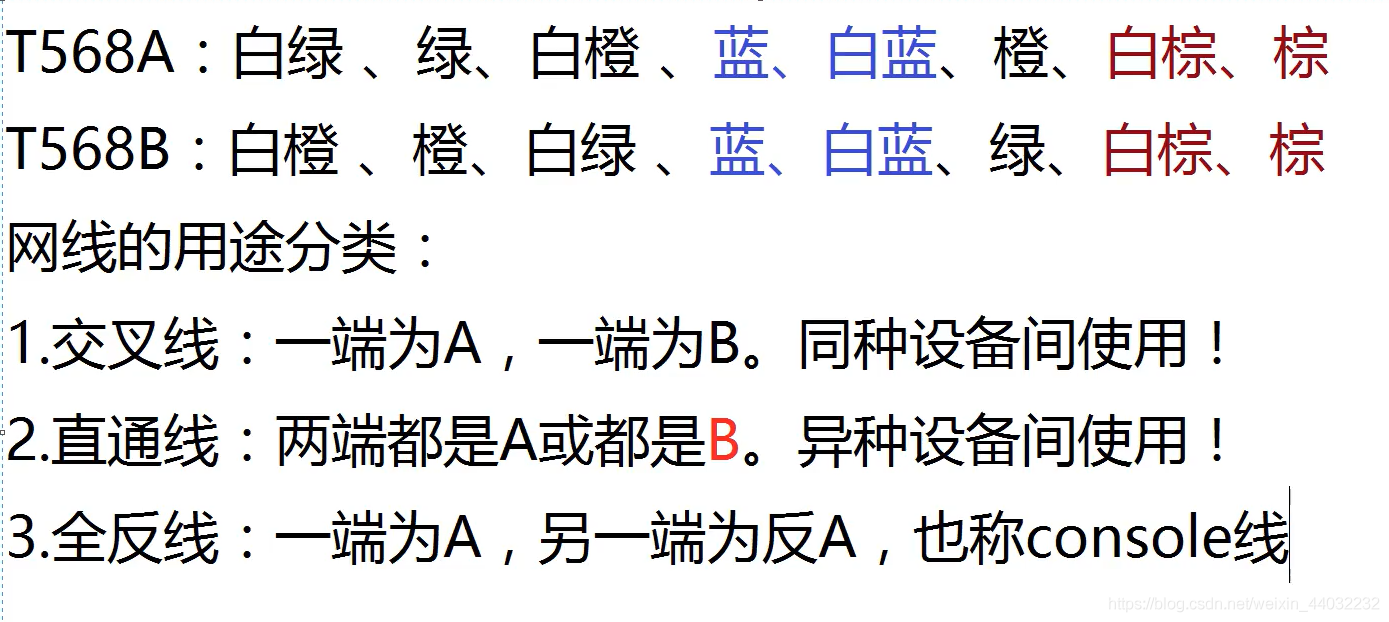 T568A：白绿 、绿、白橙 、蓝、白蓝、橙、白棕、棕
T568B：白橙 、橙、白绿 、蓝、白蓝、绿、白棕、棕
网线的用途分类：
1.交叉线：一端为A，一端为B。同种设备间使用！
2.直通线：两端都是A或都是B。异种设备间使用！
3.全反线：一端为A，另一端为反A，也称console线
https://blog.csdn.net/weixin_44032232